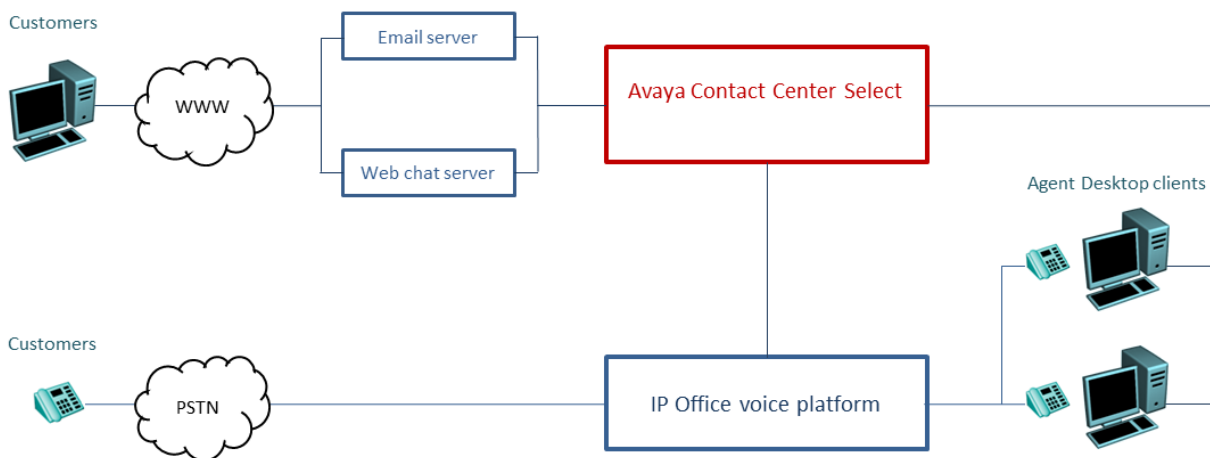 Customers
Email server
WWW
Avaya Contact Center Select
Web chat server
Agent Desktop clients
Customers
PSTN
IP Office voice platform